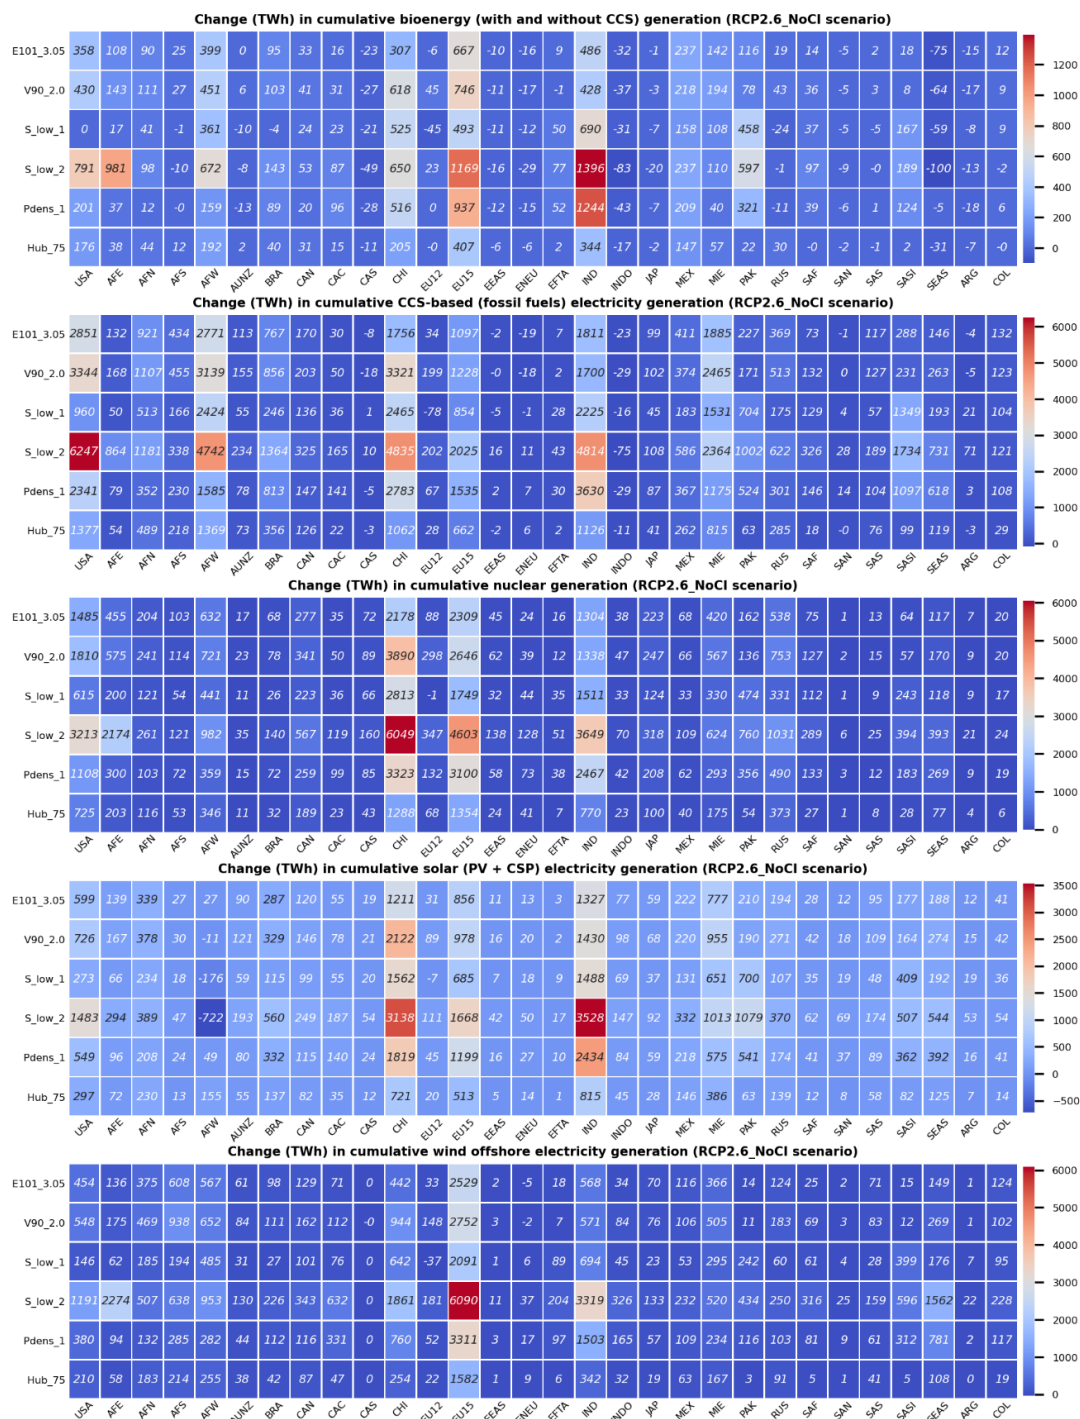 Change (TWh) in cumulative bioenergy (with and without CCS) generation (RCP2.6_NoCI scenario)
E101_3.05 358 108 90 25 399 0 95 33 16 -23 307 -6 667 -10 -16 9 486 -32 -1 237 142 116 19 14 -5 2 18 -75 -15 12
V90_2.0 430 143 111 27 451 6 103 41 31 -27 618 45 746 -11 -17 -1 428 -37 -3 218 194 78 43 36 -5 3 8 -64 -17 9
S_low_1 0 17 41 -1 361 -10 -4 24 23 -21 525 -45 493 -11 -12 50 690 -31 -7 158 108 458 -24 37 -5 -5 167 -59 -8 9
S_low_2 791 981 98 -10 672 -8 143 53 87 -49 650 23 1169 -16 -29 77 1396 -83 -20 237 110 597 -1 97 -9 -0 189 -100 -13 -2
Pdens_1 201 37 12 -0 159 -13 89 20 96 -28 516 0 937 -12 -15 52 1244 -43 -7 209 40 321 -11 39 -6 1 124 -5 -18 6
Hub_75 176 38 44 12 192 2 40 31 15 -11 205 -0 407 -6 -6 2 344 -17 -2 147 57 22 30 -0 -2 -1 2 -31 -7 -0
1200
1000
800
600
400
200
0
USA AFE AFN AFS AFW AUNZ BRA CAN CAC CAS CHI EU12 EU15 EEAS ENEU EFTA IND INDO JAP MEX MIE PAK RUS SAF SAN SAS SASI SEAS ARG COL
Change (TWh) in cumulative CCS-based (fossil fuels) electricity generation (RCP2.6_NoCI scenario)
E101_3.05 2851 132 921 434 2771 113 767 170 30 -8 1756 34 1097 -2 -19 7 1811 -23 99 411 1885 227 369 73 -1 117 288 146 -4 132
V90_2.0 3344 168 1107 455 3139 155 856 203 50 -18 3321 199 1228 -0 -18 2 1700 -29 102 374 2465 171 513 132 0 127 231 263 -5 123
S_low_1 960 50 513 166 2424 55 246 136 36 1 2465 -78 854 -5 -1 28 2225 -16 45 183 1531 704 175 129 4 57 1349 193 21 104
S_low_2 6247 864 1181 338 4742 234 1364 325 165 10 4835 202 2025 16 11 43 4814 -75 108 586 2364 1002 622 326 28 189 1734 731 71 121
Pdens_1 2341 79 352 230 1585 78 813 147 141 -5 2783 67 1535 2 7 30 3630 -29 87 367 1175 524 301 146 14 104 1097 618 3 108
Hub_75 1377 54 489 218 1369 73 356 126 22 -3 1062 28 662 -2 6 2 1126 -11 41 262 815 63 285 18 -0 76 99 119 -3 29
6000
5000
4000
3000
2000
1000
0
USA AFE AFN AFS AFW AUNZ BRA CAN CAC CAS CHI EU12 EU15 EEAS ENEU EFTA IND INDO JAP MEX MIE PAK RUS SAF SAN SAS SASI SEAS ARG COL
Change (TWh) in cumulative nuclear generation (RCP2.6_NoCI scenario)
E101_3.05 1485 455 204 103 632 17 68 277 35 72 2178 88 2309 45 24 16 1304 38 223 68 420 162 538 75 1 13 64 117 7 20
V90_2.0 1810 575 241 114 721 23 78 341 50 89 3890 298 2646 62 39 12 1338 47 247 66 567 136 753 127 2 15 57 170 9 20
S_low_1 615 200 121 54 441 11 26 223 36 66 2813 -1 1749 32 44 35 1511 33 124 33 330 474 331 112 1 9 243 118 9 17
S_low_2 3213 2174 261 121 982 35 140 567 119 160 6049 347 4603 138 128 51 3649 70 318 109 624 760 1031 289 6 25 394 393 21 24
Pdens_1 1108 300 103 72 359 15 72 259 99 85 3323 132 3100 58 73 38 2467 42 208 62 293 356 490 133 3 12 183 269 9 19
Hub_75 725 203 116 53 346 11 32 189 23 43 1288 68 1354 24 41 7 770 23 100 40 175 54 373 27 1 8 28 77 4 6
6000
5000
4000
3000
2000
1000
0
USA AFE AFN AFS AFW AUNZ BRA CAN CAC CAS CHI EU12 EU15 EEAS ENEU EFTA IND INDO JAP MEX MIE PAK RUS SAF SAN SAS SASI SEAS ARG COL
Change (TWh) in cumulative solar (PV + CSP) electricity generation (RCP2.6_NoCI scenario)
E101_3.05 599 139 339 27 27 90 287 120 55 19 1211 31 856 11 13 3 1327 77 59 222 777 210 194 28 12 95 177 188 12 41
V90_2.0 726 167 378 30 -11 121 329 146 78 21 2122 89 978 16 20 2 1430 98 68 220 955 190 271 42 18 109 164 274 15 42
S_low_1 273 66 234 18 -176 59 115 99 55 20 1562 -7 685 7 18 9 1488 69 37 131 651 700 107 35 19 48 409 192 19 36
S_low_2 1483 294 389 47 -722 193 560 249 187 54 3138 111 1668 42 50 17 3528 147 92 332 1013 1079 370 62 69 174 507 544 53 54
Pdens_1 549 96 208 24 49 80 332 115 140 24 1819 45 1199 16 27 10 2434 84 59 218 575 541 174 41 37 89 362 392 16 41
Hub_75 297 72 230 13 155 55 137 82 35 12 721 20 513 5 14 1 815 45 28 146 386 63 139 12 8 58 82 125 7 14
3500
3000
2500
2000
1500
1000
500
0
−500
USA AFE AFN AFS AFW AUNZ BRA CAN CAC CAS CHI EU12 EU15 EEAS ENEU EFTA IND INDO JAP MEX MIE PAK RUS SAF SAN SAS SASI SEAS ARG COL
Change (TWh) in cumulative wind offshore electricity generation (RCP2.6_NoCI scenario)
E101_3.05 454 136 375 608 567 61 98 129 71 0 442 33 2529 2 -5 18 568 34 70 116 366 14 124 25 2 71 15 149 1 124
V90_2.0 548 175 469 938 652 84 111 162 112 -0 944 148 2752 3 -2 7 571 84 76 106 505 11 183 69 3 83 12 269 1 102
S_low_1 146 62 185 194 485 31 27 101 76 0 642 -37 2091 1 6 89 694 45 23 53 295 242 60 61 4 28 399 176 7 95
S_low_2 1191 2274 507 638 953 130 226 343 632 0 1861 181 6090 11 37 204 3319 326 133 232 520 434 250 316 25 159 596 1562 22 228
Pdens_1 380 94 132 285 282 44 112 116 331 0 760 52 3311 3 17 97 1503 165 57 109 234 116 103 81 9 61 312 781 2 117
Hub_75 210 58 183 214 255 38 42 87 47 0 254 22 1582 1 9 6 342 32 19 63 167 3 91 5 1 41 5 108 0 19
6000
5000
4000
3000
2000
1000
0
USA AFE AFN AFS AFW AUNZ BRA CAN CAC CAS CHI EU12 EU15 EEAS ENEU EFTA IND INDO JAP MEX MIE PAK RUS SAF SAN SAS SASI SEAS ARG COL